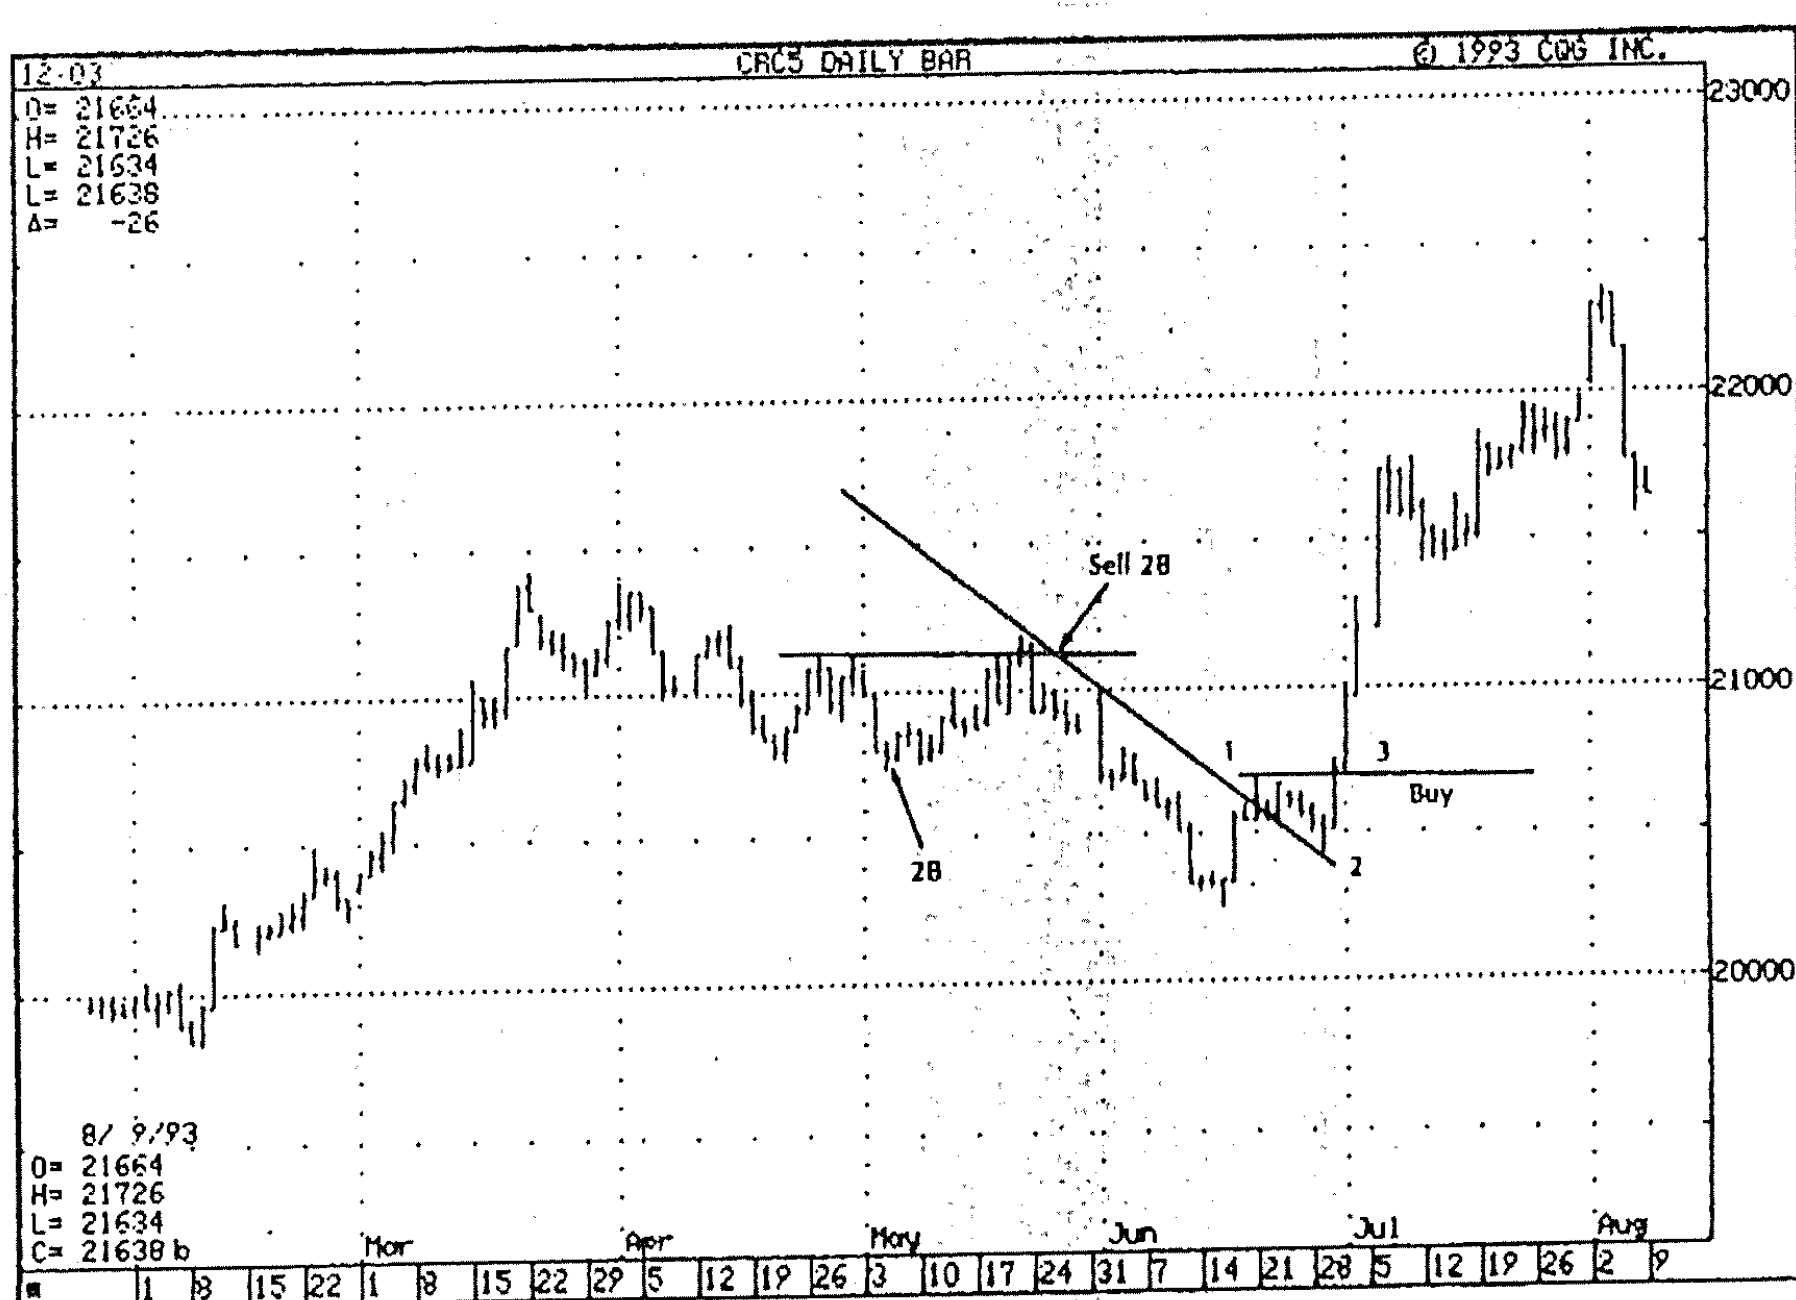 CRC5 DAILY BAR
© 1993 CQG INC.
12-03
O= 21664
H= 21726
L= 21634
L= 21638
Δ= -26
23000
22000
21000
20000
Sell 2B
2B
1
3
Buy
2
8/ 9/93
O= 21664
H= 21726
L= 21634
C= 21638 b
Mar Apr May Jun Jul Aug
1 8 15 22 1 8 15 22 29 5 12 19 26 3 10 17 24 31 7 14 21 28 5 12 19 26 2 9